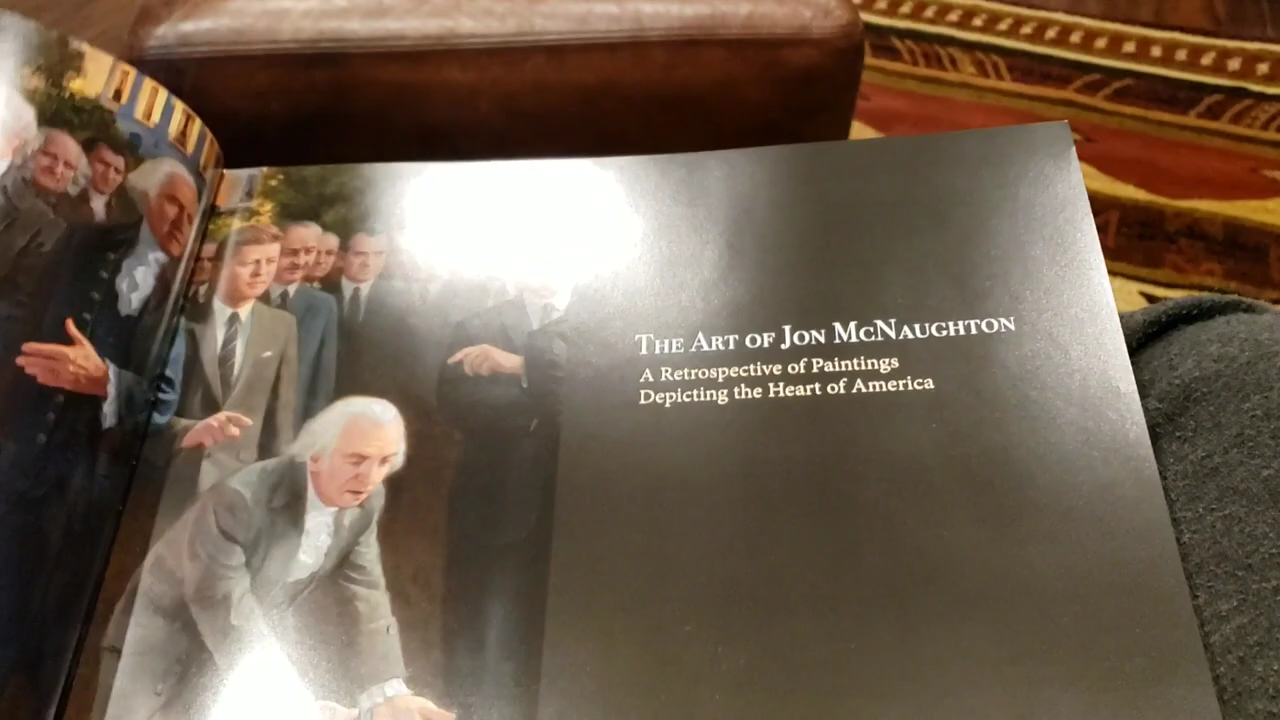 The Art of Jon McNaughton
A Retrospective of Paintings
Depicting the Heart of America